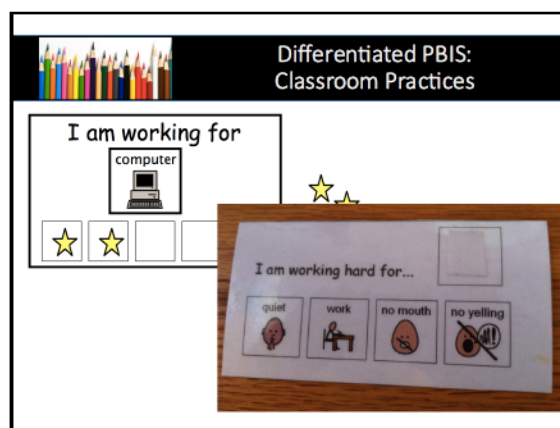 Differentiated PBIS:
Classroom Practices
I am working for
computer
I am working hard for...
quiet
work
no mouth
no yelling